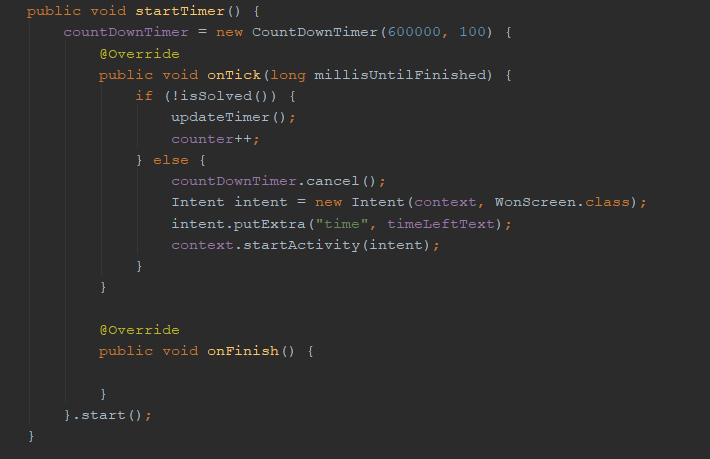 public void startTimer() {
    countDownTimer = new CountDownTimer(600000, 100) {
        @Override
        public void onTick(long millisUntilFinished) {
            if (!isSolved()) {
                updateTimer();
                counter++;
            } else {
                countDownTimer.cancel();
                Intent intent = new Intent(context, WonScreen.class);
                intent.putExtra("time", timeLeftText);
                context.startActivity(intent);
            }
        }

        @Override
        public void onFinish() {

        }
    }.start();
}